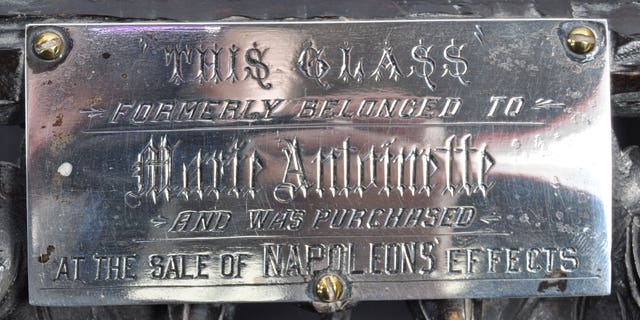 "THIS GLASS"
FORMERLY BELONGED TO
Marie Antoinette
AND WAS PURCHASED
AT THE SALE OF NAPOLEONS' EFFECTS